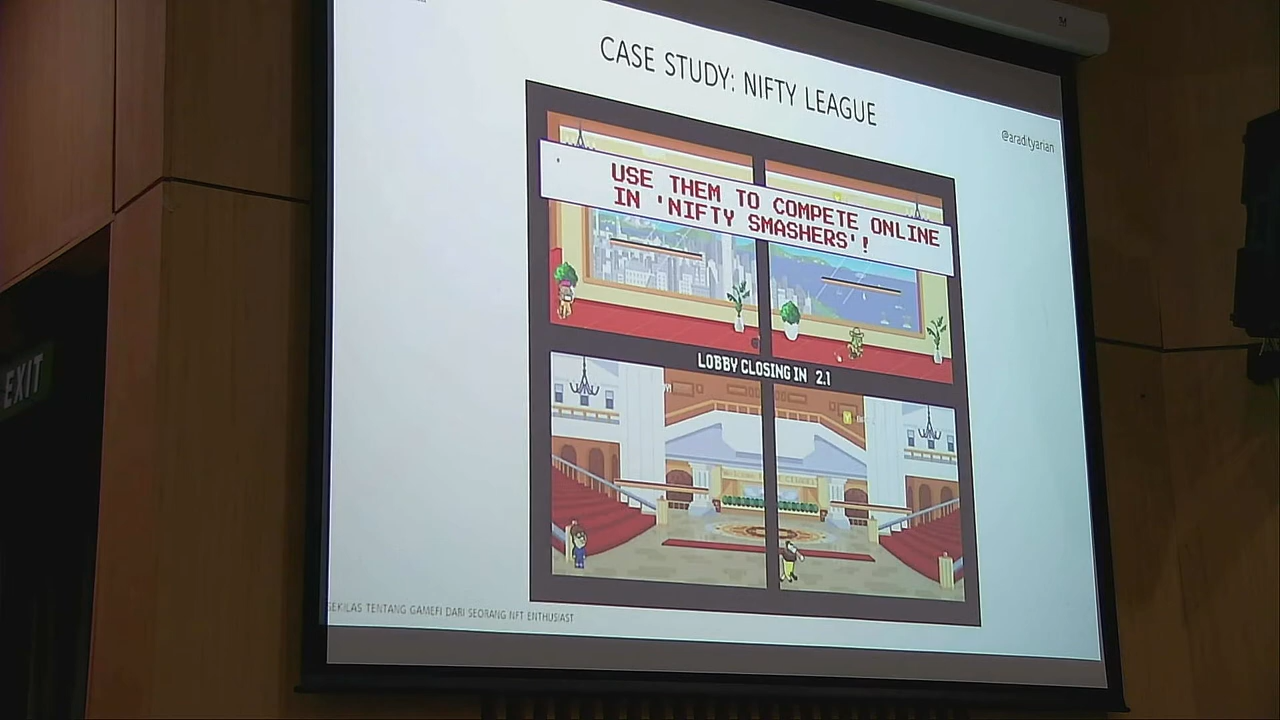 CASE STUDY: NIFTY LEAGUE
@aradityarian
USE THEM TO COMPETE ONLINE
IN 'NIFTY SMASHERS'!
LOBBY CLOSING IN 2.1
EXIT
SEKILAS TENTANG GAMEFI DARI SEORANG NFT ENTHUSIAST